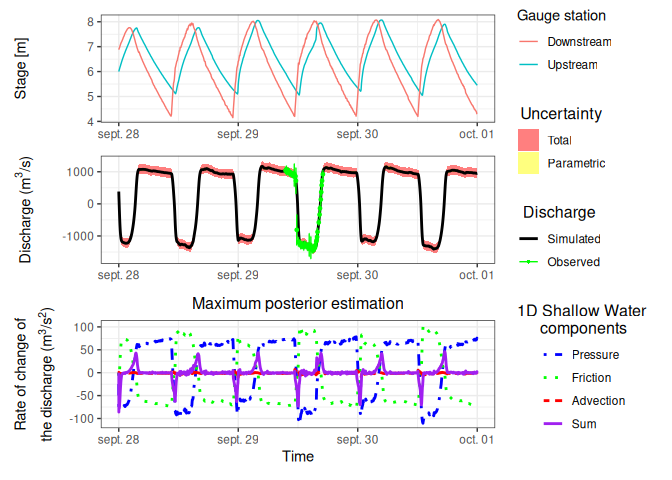 Stage [m]
8
7
6
5
4
sept. 28
sept. 29
sept. 30
oct. 01
Gauge station
Downstream
Upstream
Uncertainty
Total
Parametric
Discharge (m³/s)
1000
0
-1000
sept. 28
sept. 29
sept. 30
oct. 01
Discharge
Simulated
Observed
Maximum posterior estimation
Rate of change of
the discharge (m³/s²)
100
50
0
-50
-100
sept. 28
sept. 29
sept. 30
oct. 01
Time
1D Shallow Water
components
Pressure
Friction
Advection
Sum